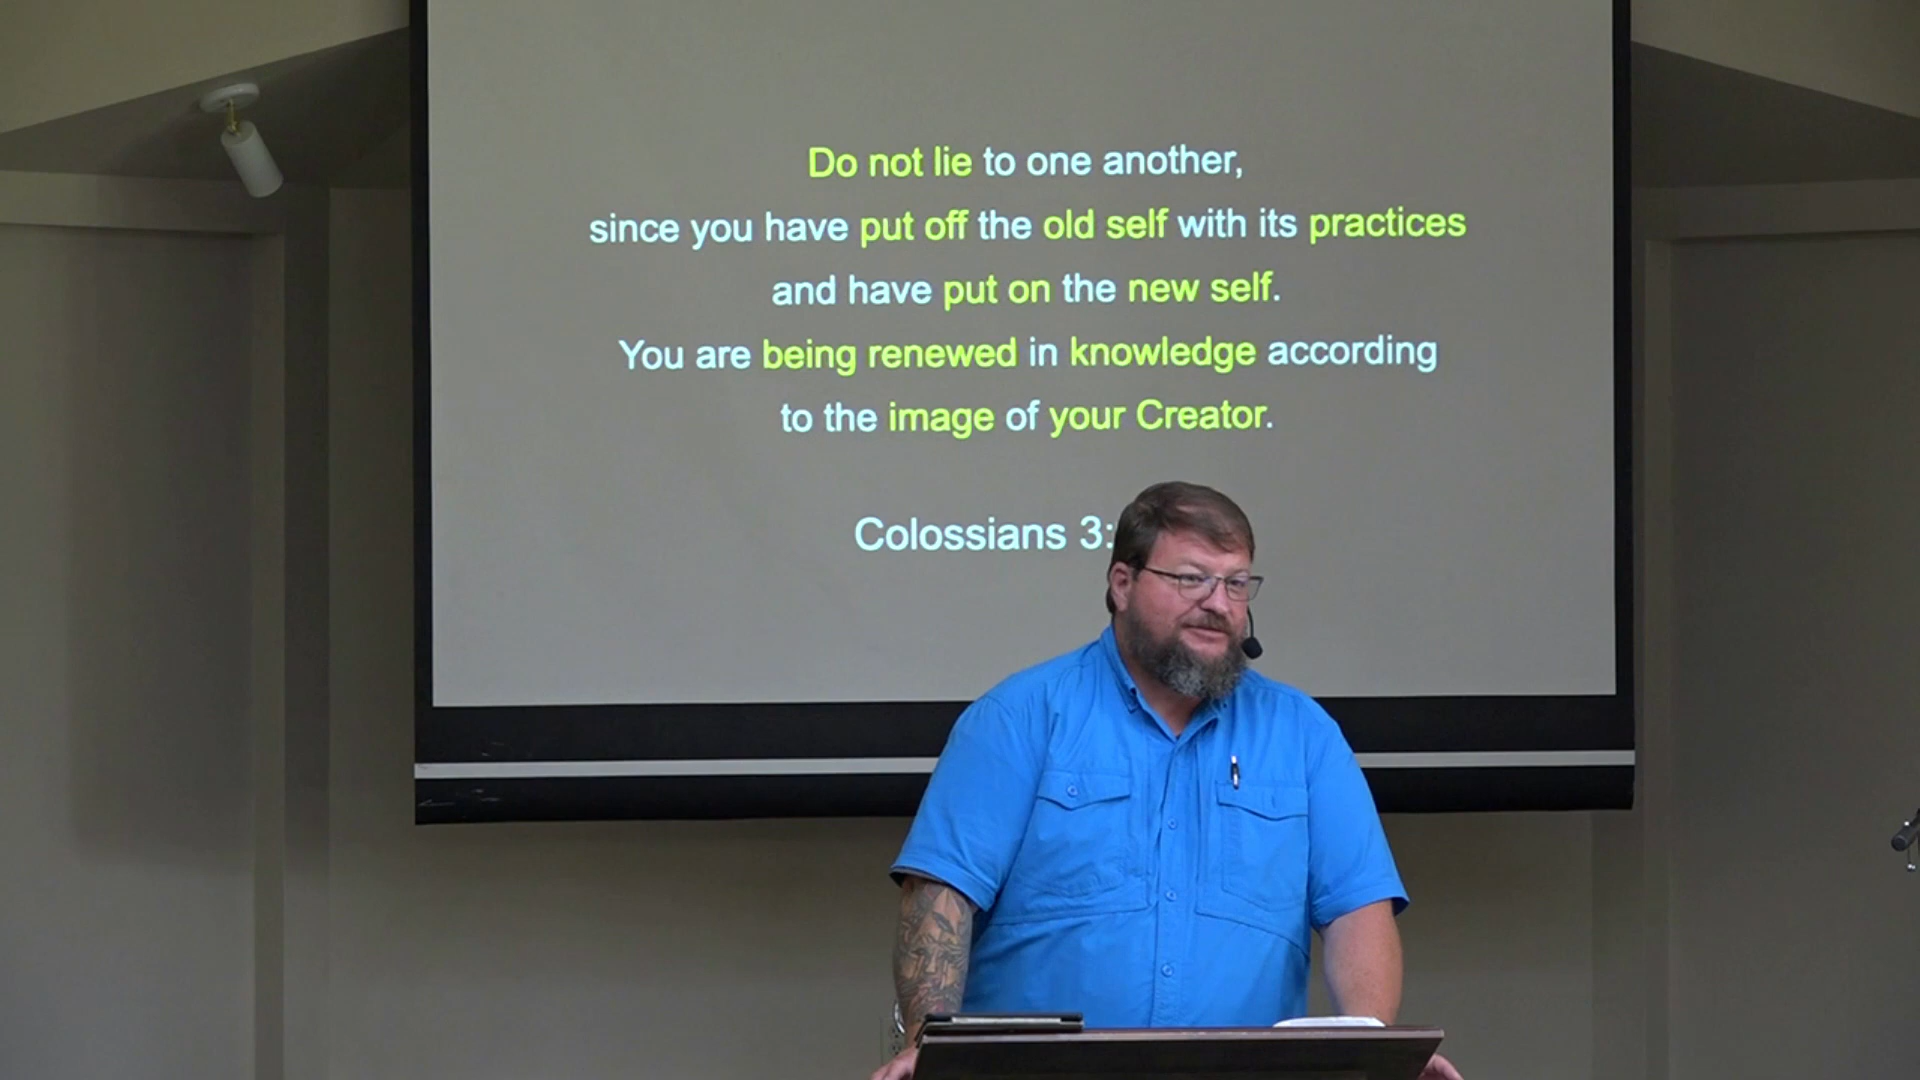 Do not lie to one another,
since you have put off the old self with its practices
and have put on the new self.
You are being renewed in knowledge according
to the image of your Creator.
Colossians 3: